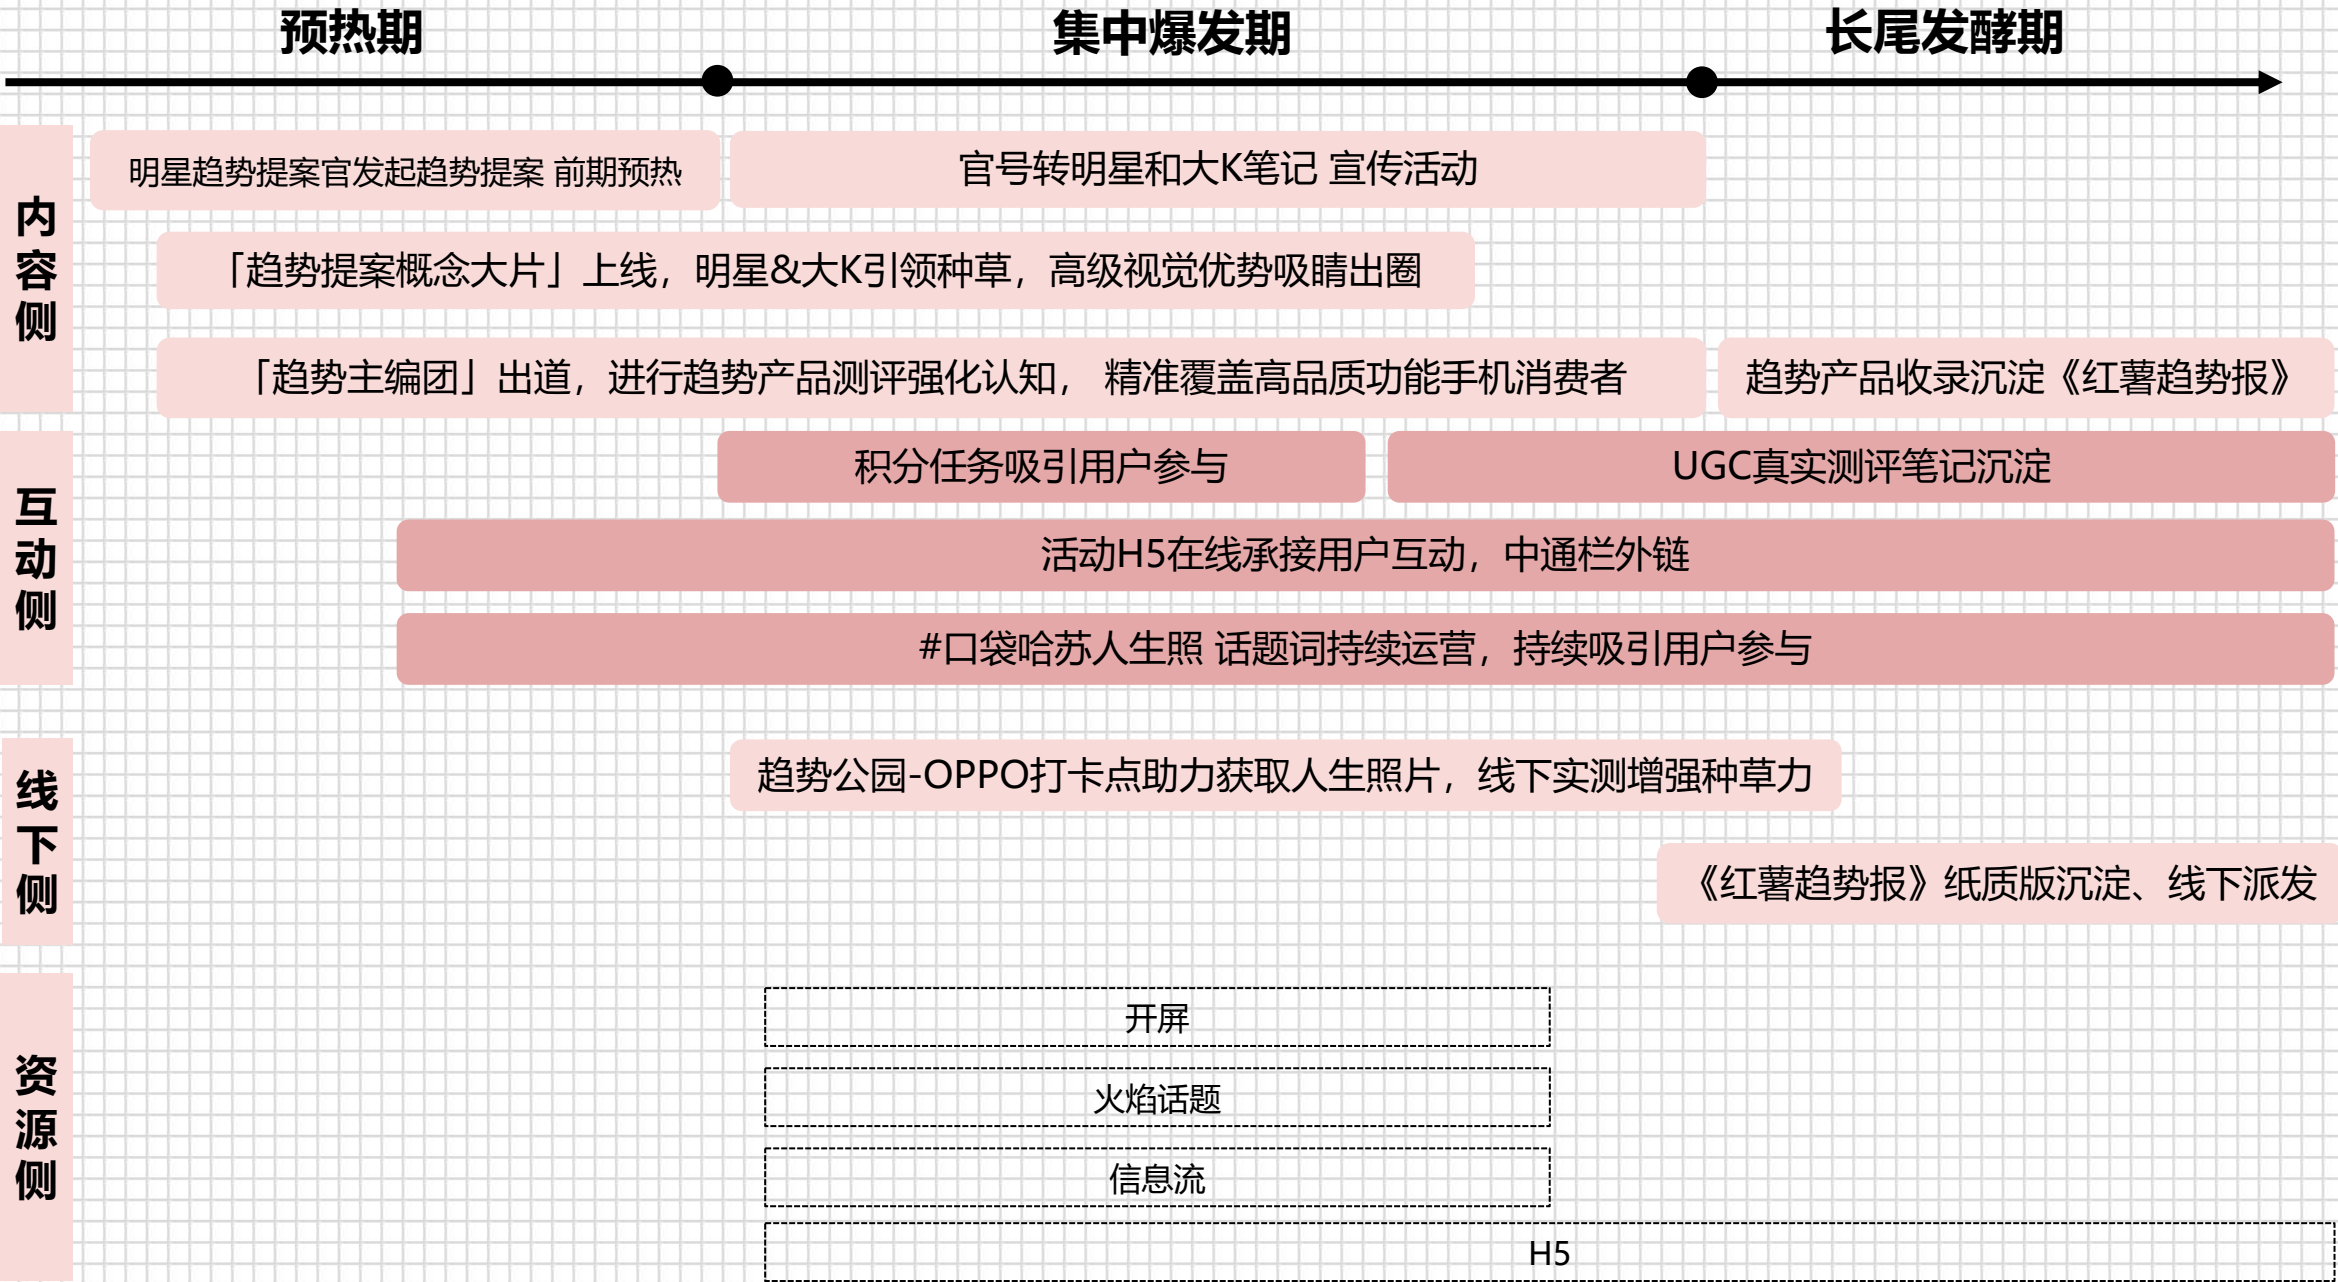 预热期
集中爆发期
长尾发酵期
内容侧
明星趋势提案官发起趋势提案 前期预热
官号转明星和大K笔记 宣传活动
「趋势提案概念大片」上线，明星&大K引领种草，高级视觉优势吸睛出圈
「趋势主编团」出道，进行趋势产品测评强化认知， 精准覆盖高品质功能手机消费者
趋势产品收录沉淀《红薯趋势报》
互动侧
积分任务吸引用户参与
UGC真实测评笔记沉淀
活动H5在线承接用户互动，中通栏外链
#口袋哈苏人生照 话题词持续运营，持续吸引用户参与
线下侧
趋势公园-OPPO打卡点助力获取人生照片，线下实测增强种草力
《红薯趋势报》纸质版沉淀、线下派发
资源侧
开屏
火焰话题
信息流
H5